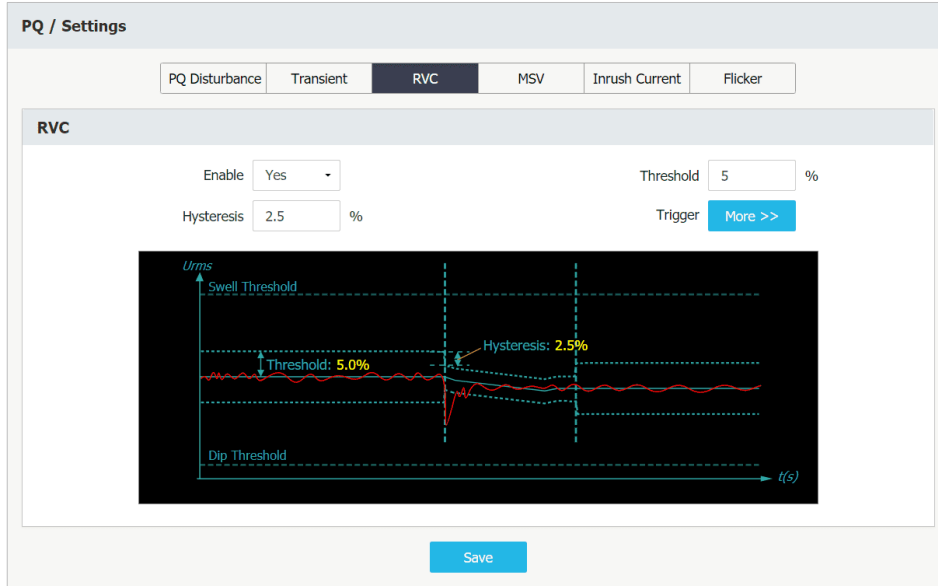 PQ / Settings
PQ Disturbance Transient RVC MSV Inrush Current Flicker
RVC
Enable Yes Threshold 5 %
Hysteresis 2.5 % Trigger More >>
Urms
Swell Threshold
Hysteresis: 2.5%
Threshold: 5.0%
Dip Threshold
t(s)
Save